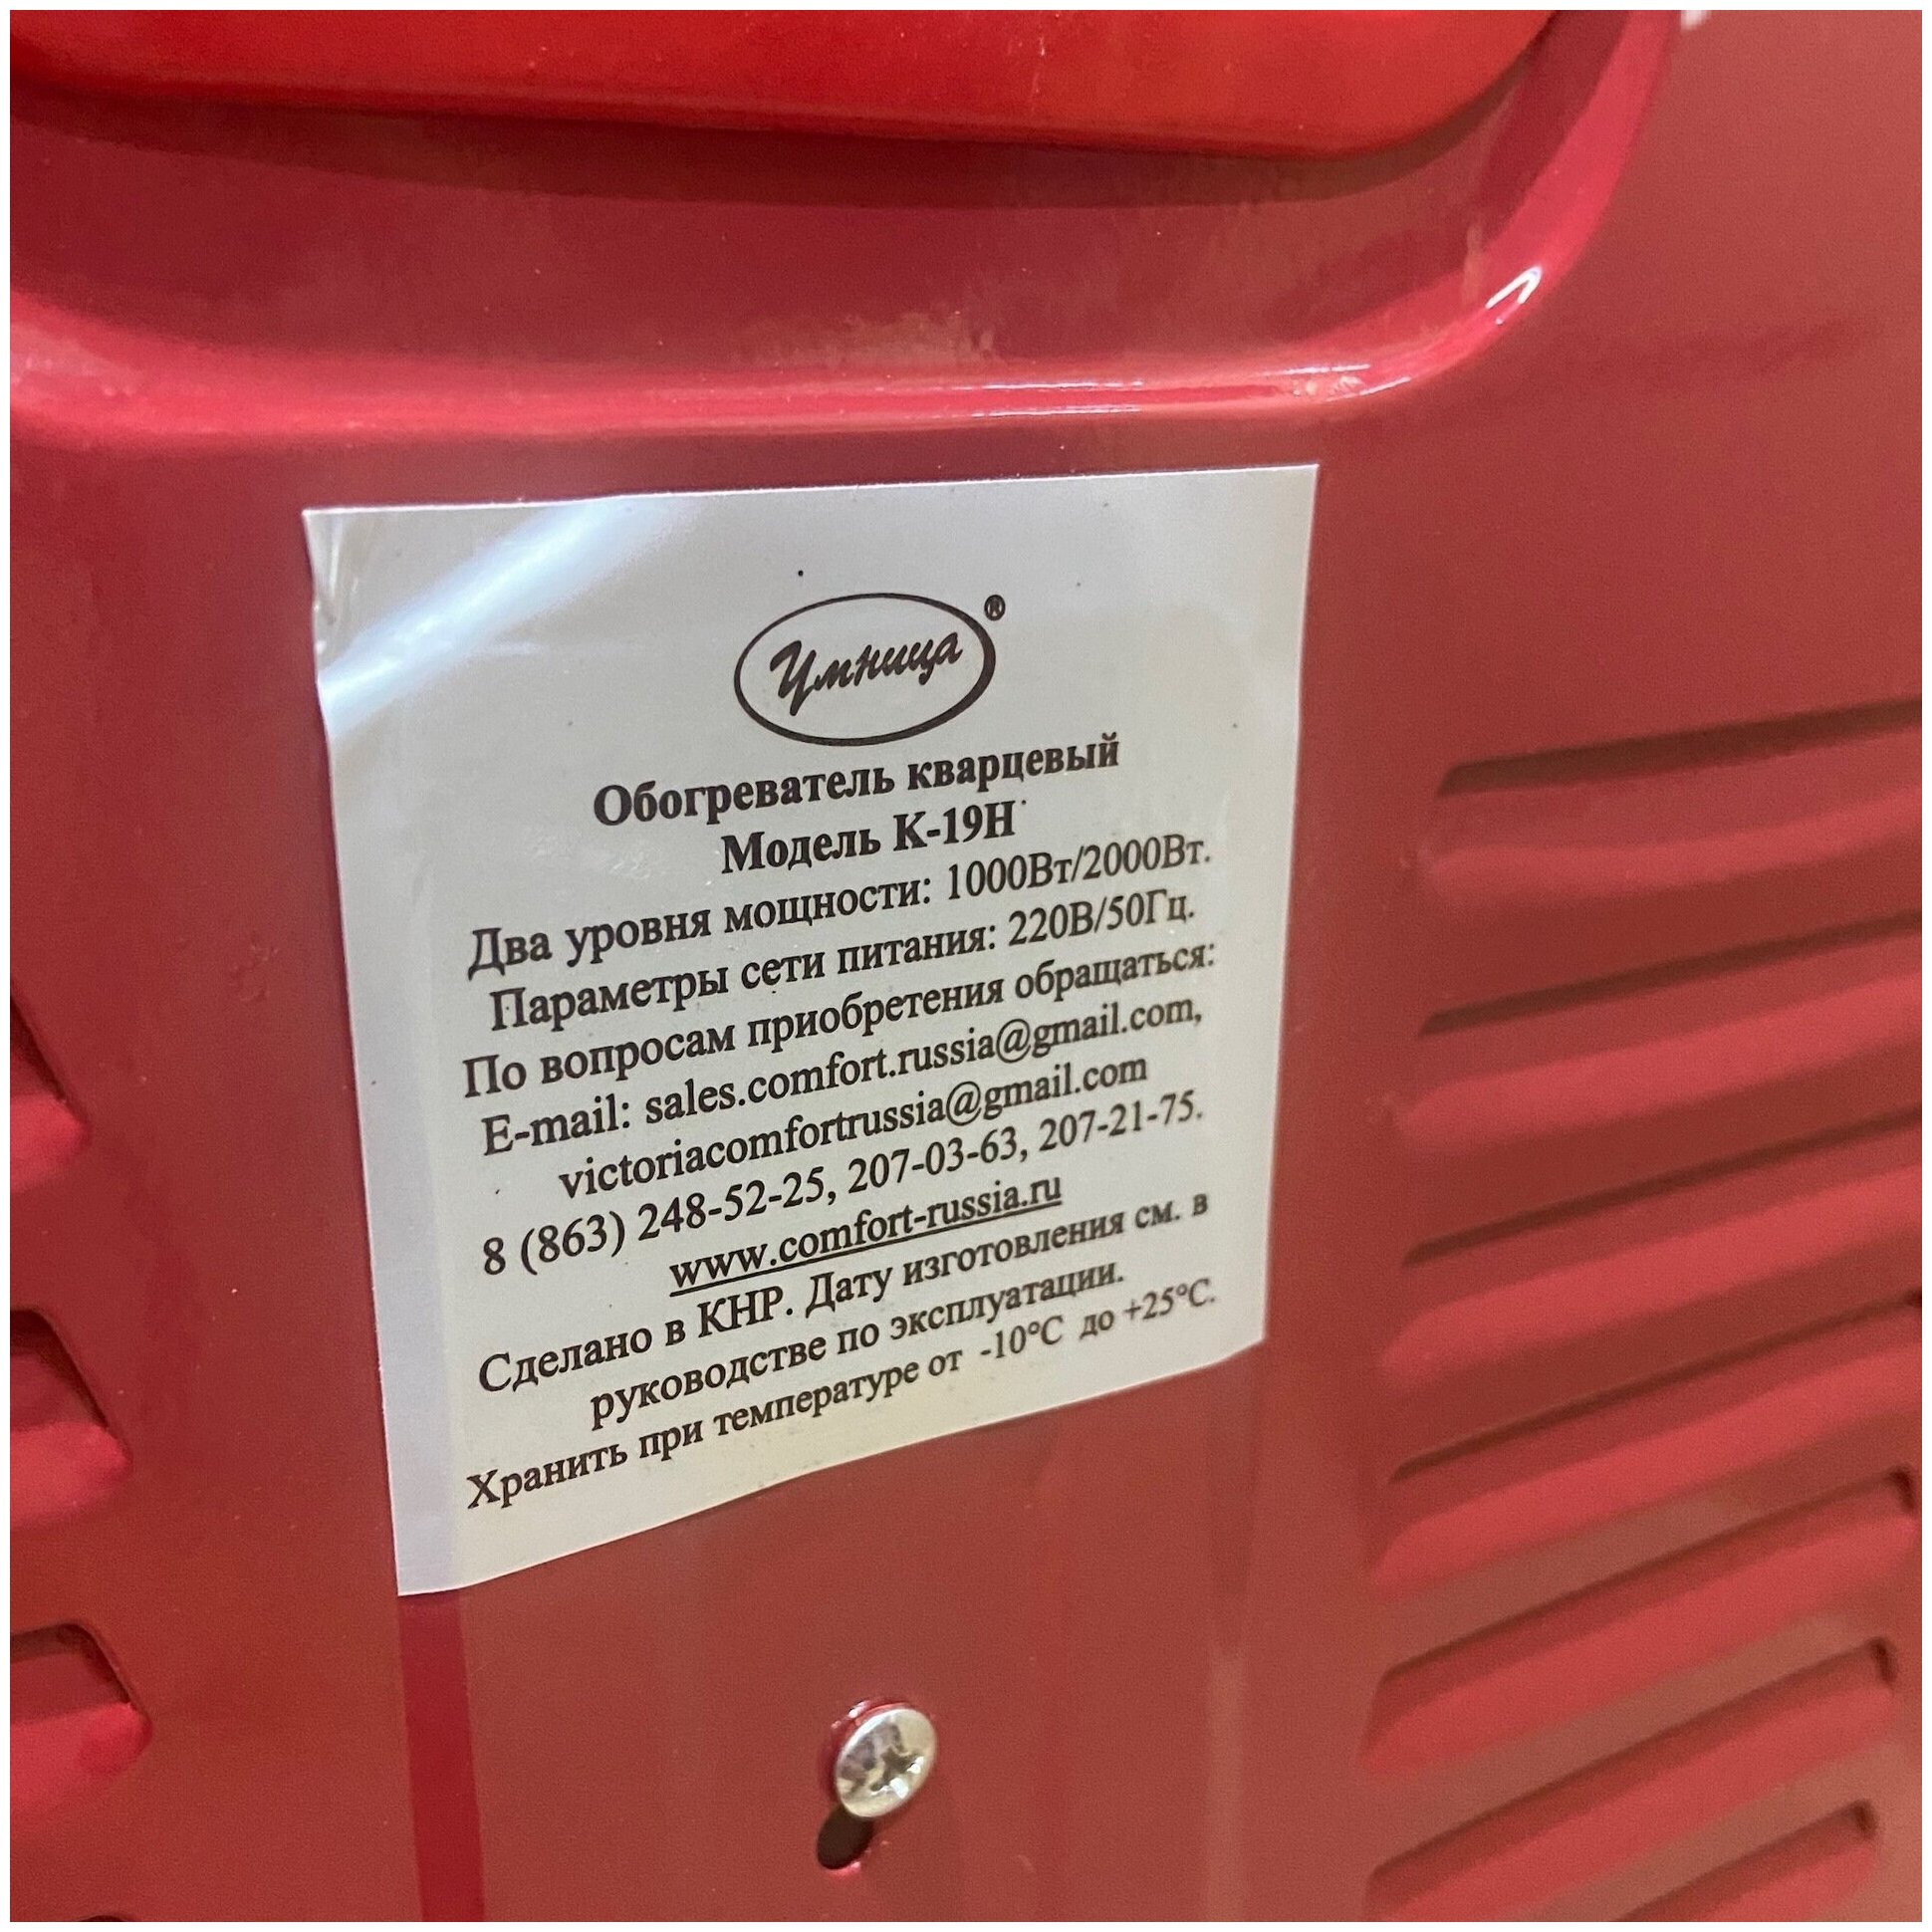 Умница®
Обогреватель кварцевый
Модель К-19Н
Два уровня мощности: 1000Вт/2000Вт.
Параметры сети питания: 220В/50Гц.
По вопросам приобретения обращаться:
E-mail: sales.comfort.russia@gmail.com,
victoriacomfortrussia@gmail.com
8 (863) 248-52-25, 207-03-63, 207-21-75.
www.comfort-russia.ru
Сделано в КНР. Дату изготовления см. в
руководстве по эксплуатации.
Хранить при температуре от -10°С до +25°С.